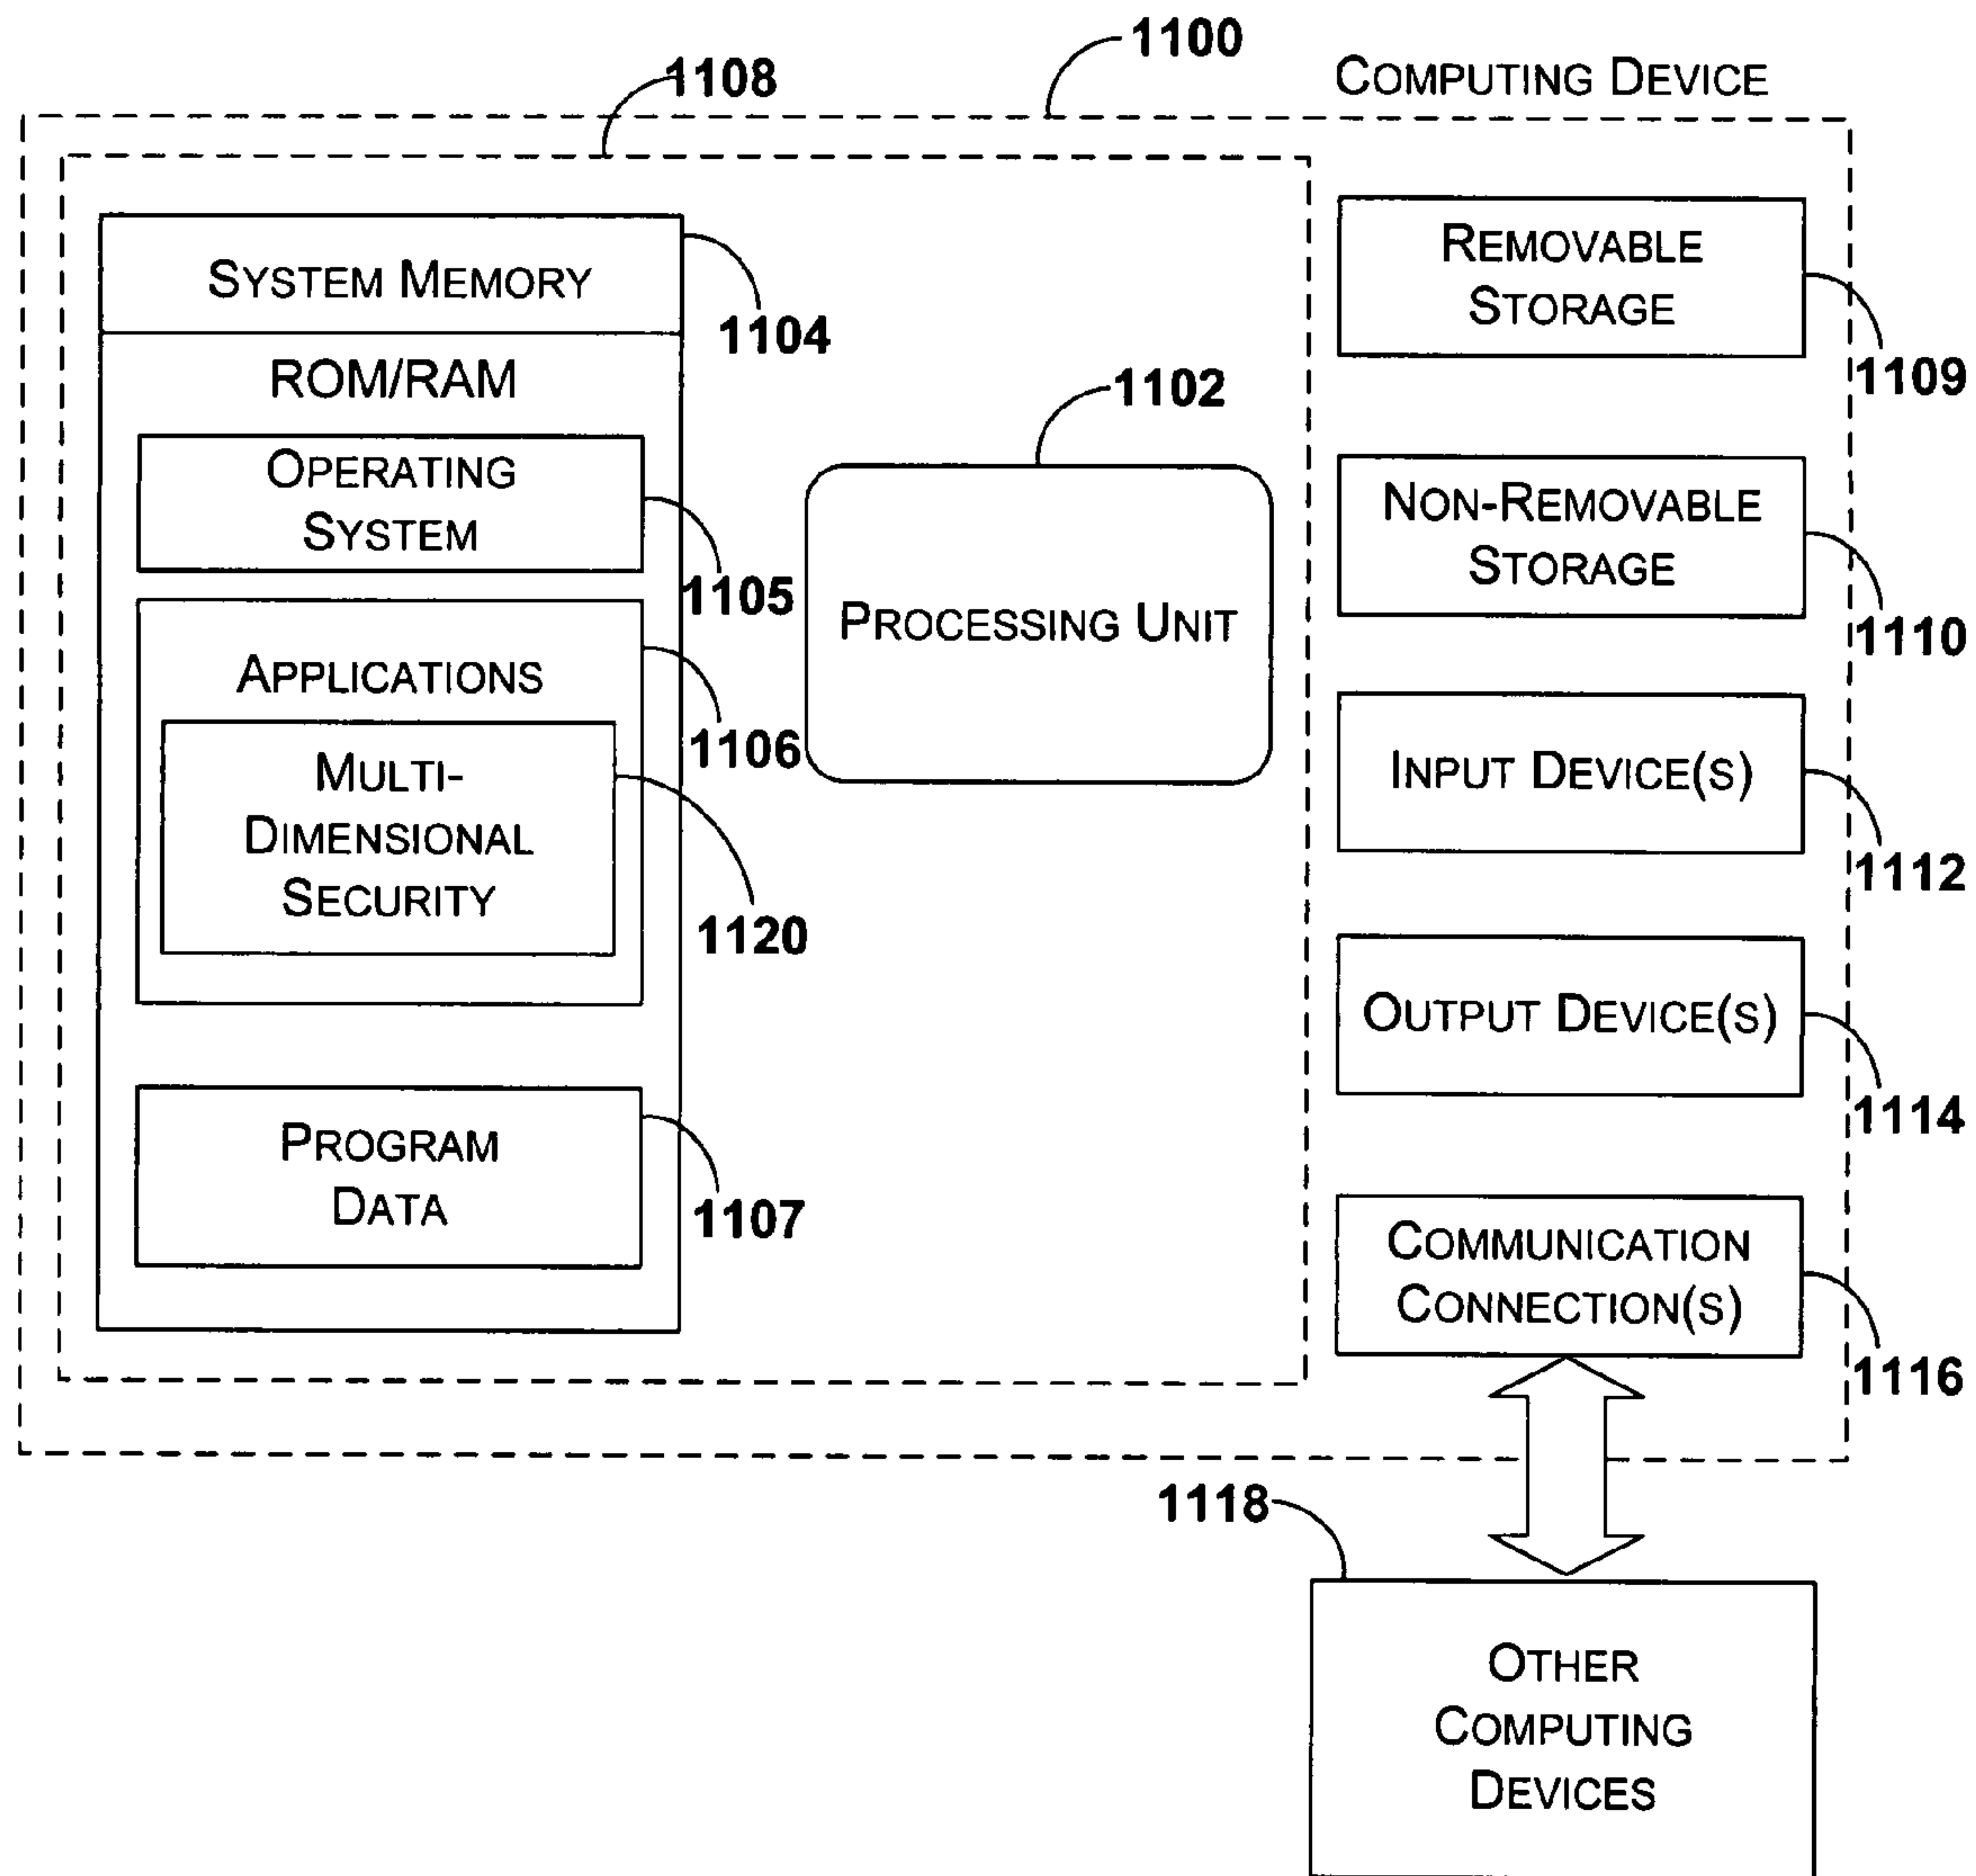 1100
COMPUTING DEVICE
1108
SYSTEM MEMORY
1104
ROM/RAM
OPERATING
SYSTEM
1105
APPLICATIONS
1106
MULTI-
DIMENSIONAL
SECURITY
1120
PROGRAM
DATA
1107
1102
PROCESSING UNIT
REMOVABLE
STORAGE
1109
NON-REMOVABLE
STORAGE
1110
INPUT DEVICE(S)
1112
OUTPUT DEVICE(S)
1114
COMMUNICATION
CONNECTION(S)
1116
1118
OTHER
COMPUTING
DEVICES